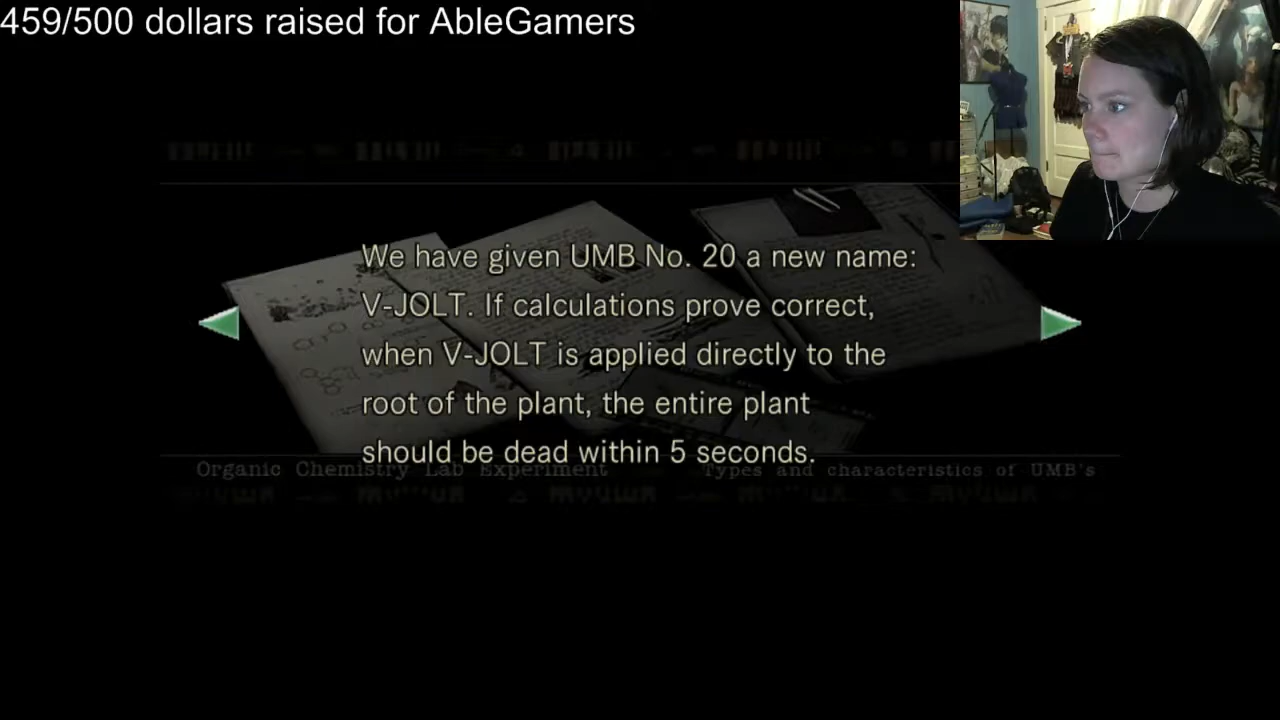 459/500 dollars raised for AbleGamers
We have given UMB No. 20 a new name:
V-JOLT. If calculations prove correct,
when V-JOLT is applied directly to the
root of the plant, the entire plant
should be dead within 5 seconds.
Organic Chemistry Lab Experiment Types and characteristics of UMB's